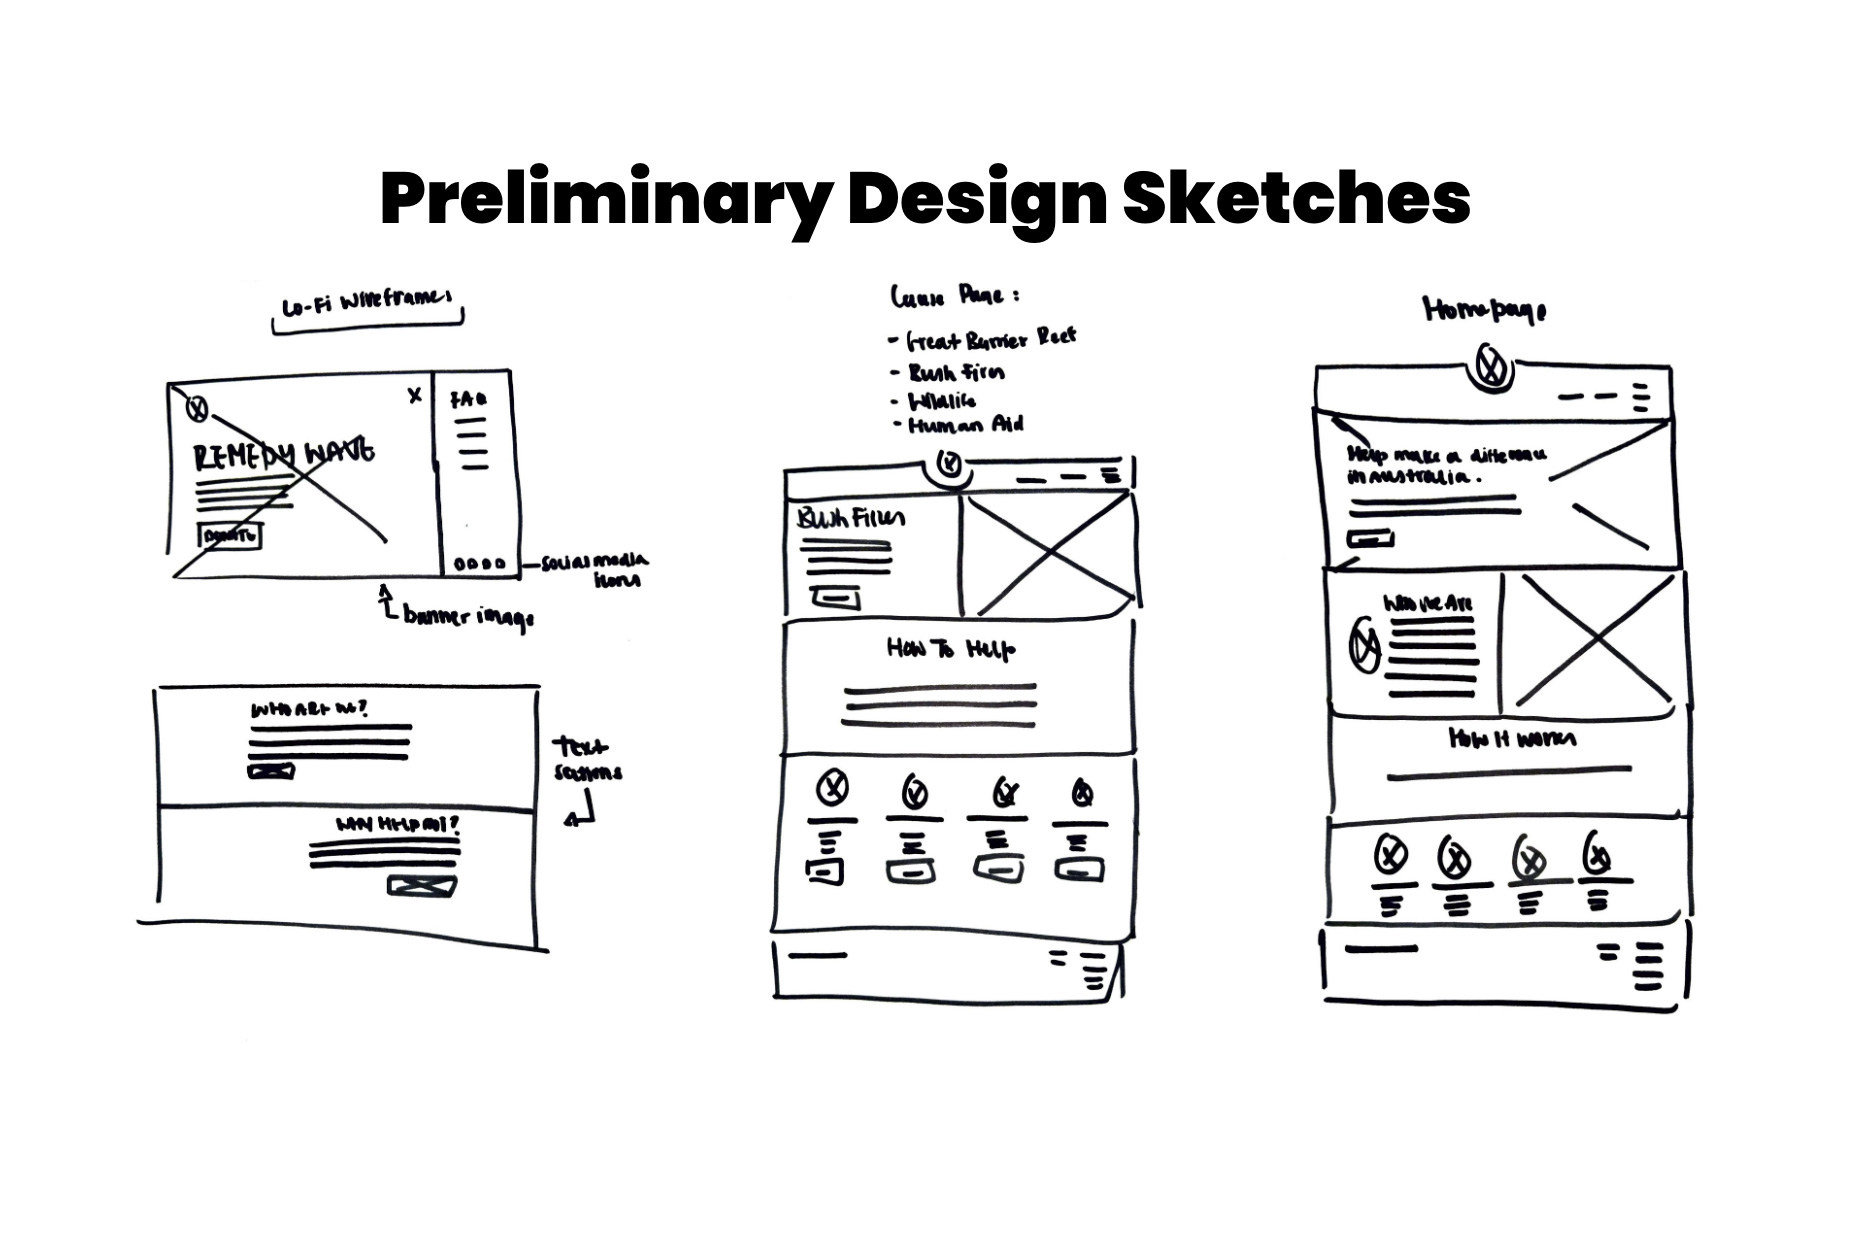 Preliminary Design Sketches
Lo-Fi Wireframes
FAQ
REMEDY WAVE
DONATE
social media
icons
banner image
WHO ARE WE?
Text
sections
WHY HELP
Cause Page :
- Great Barrier Reef
- Bush Fires
- Wildlife
- Human Aid
Bush Fires
How To Help
Homepage
Help make a difference
in Australia.
Who We Are
How It works